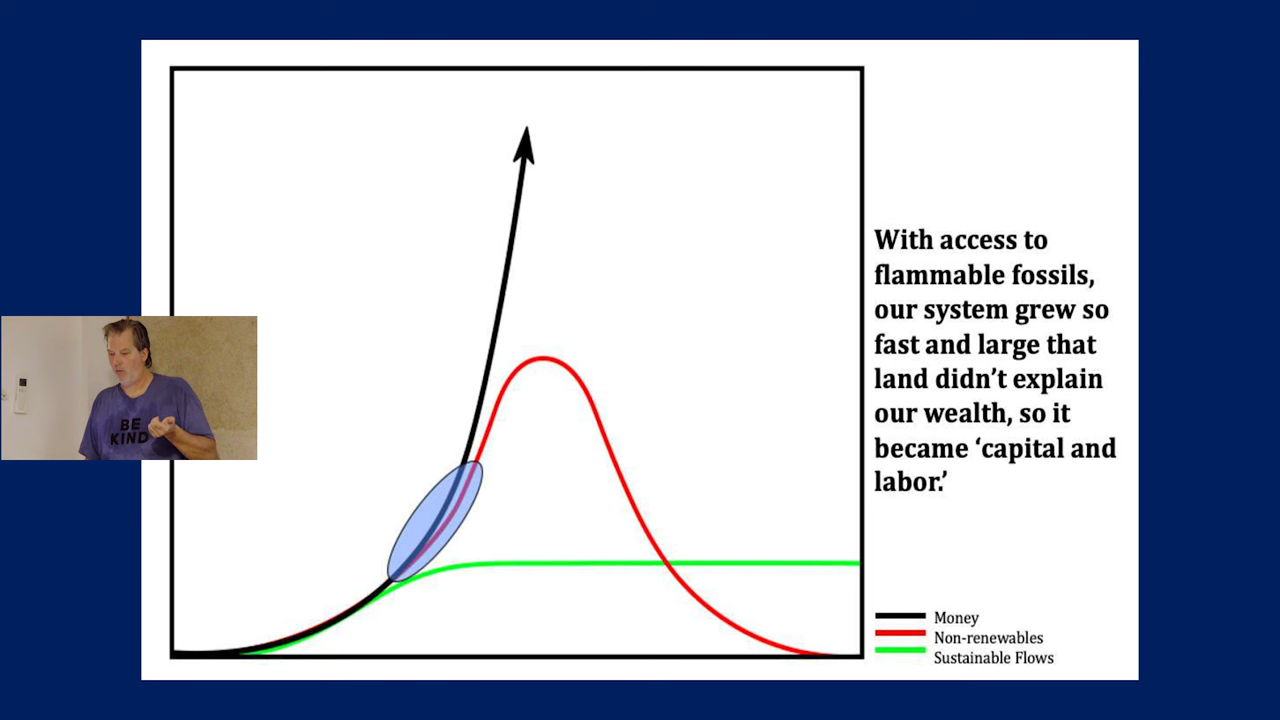 With access to
flammable fossils,
our system grew so
fast and large that
land didn’t explain
our wealth, so it
became ‘capital and
labor.’
BE
KIND
Money
Non-renewables
Sustainable Flows